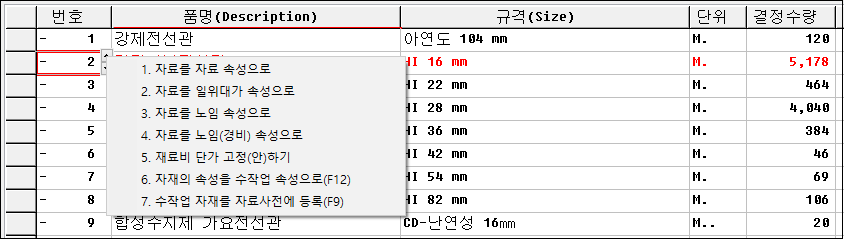 번호 품명(Description) 규격(Size) 단위 결정수량
- 1 강제전선관 아연도 104 mm M. 120
- 2 HI 16 mm M. 5,178
1. 자료를 자료 속성으로
- 3 HI 22 mm M. 464
2. 자료를 일위대가 속성으로
- 4 HI 28 mm M. 4,040
3. 자료를 노임 속성으로
- 5 HI 36 mm M. 384
4. 자료를 노임(경비) 속성으로
- 6 HI 42 mm M. 46
5. 재료비 단가 고정(안)하기
- 7 HI 54 mm M. 69
6. 자재의 속성을 수작업 속성으로(F12)
- 8 HI 82 mm M. 106
7. 수작업 자재를 자료사전에 등록(F9)
- 9 합성수지제 가요전선관 CD-난연성 16mm M.. 20